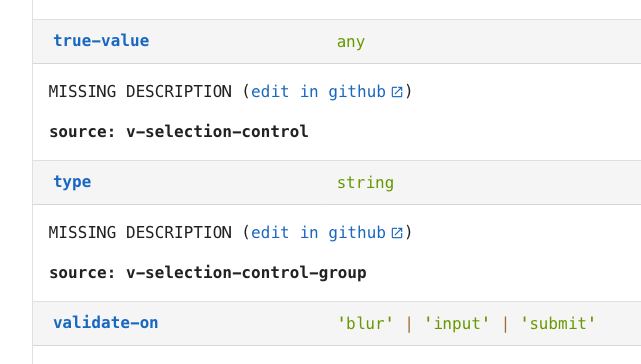 true-value any
MISSING DESCRIPTION (edit in github)
source: v-selection-control
type string
MISSING DESCRIPTION (edit in github)
source: v-selection-control-group
validate-on 'blur' | 'input' | 'submit'